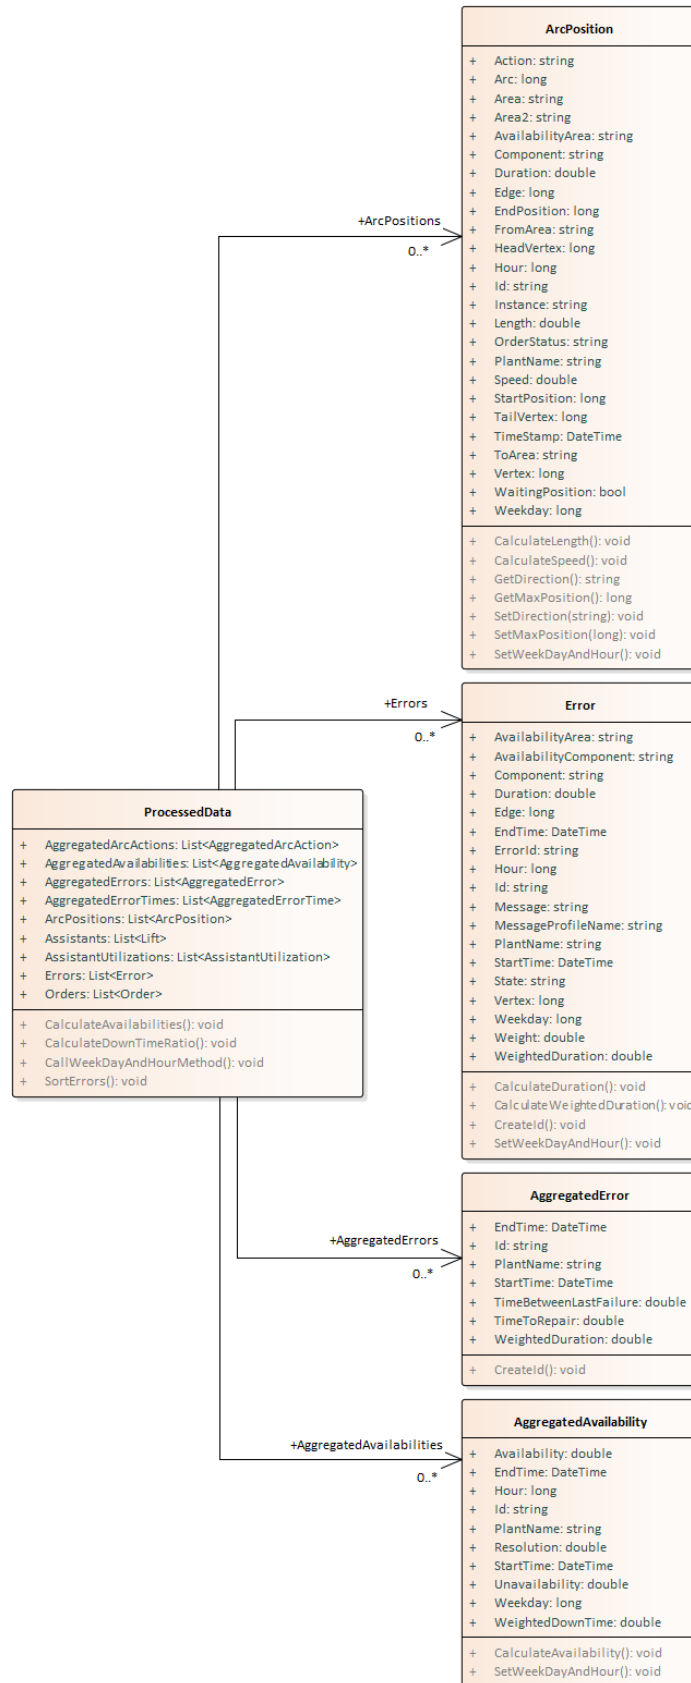 ArcPosition
+ Action: string
+ Arc: long
+ Area: string
+ Area2: string
+ AvailabilityArea: string
+ Component: string
+ Duration: double
+ Edge: long
+ EndPosition: long
+ FromArea: string
+ HeadVertex: long
+ Hour: long
+ Id: string
+ Instance: string
+ Length: double
+ OrderStatus: string
+ PlantName: string
+ Speed: double
+ StartPosition: long
+ TailVertex: long
+ TimeStamp: DateTime
+ ToArea: string
+ Vertex: long
+ WaitingPosition: bool
+ Weekday: long
+ CalculateLength(): void
+ CalculateSpeed(): void
+ GetDirection(): string
+ GetMaxPosition(): long
+ SetDirection(string): void
+ SetMaxPosition(long): void
+ SetWeekDayAndHour(): void
+ArcPositions
0..*
+Errors
0..*
Error
+ AvailabilityArea: string
+ AvailabilityComponent: string
+ Component: string
+ Duration: double
+ Edge: long
+ EndTime: DateTime
+ ErrorId: string
+ Hour: long
+ Id: string
+ Message: string
+ MessageProfileName: string
+ PlantName: string
+ StartTime: DateTime
+ State: string
+ Vertex: long
+ Weekday: long
+ Weight: double
+ WeightedDuration: double
+ CalculateDuration(): void
+ CalculateWeightedDuration(): void
+ CreateId(): void
+ SetWeekDayAndHour(): void
ProcessedData
+ AggregatedArcActions: List<AggregatedArcAction>
+ AggregatedAvailabilities: List<AggregatedAvailability>
+ AggregatedErrors: List<AggregatedError>
+ AggregatedErrorTimes: List<AggregatedErrorTime>
+ ArcPositions: List<ArcPosition>
+ Assistants: List<Lift>
+ AssistantUtilizations: List<AssistantUtilization>
+ Errors: List<Error>
+ Orders: List<Order>
+ CalculateAvailabilities(): void
+ CalculateDownTimeRatio(): void
+ CallWeekDayAndHourMethod(): void
+ SortErrors(): void
+AggregatedErrors
0..*
AggregatedError
+ EndTime: DateTime
+ Id: string
+ PlantName: string
+ StartTime: DateTime
+ TimeBetweenLastFailure: double
+ TimeToRepair: double
+ WeightedDuration: double
+ CreateId(): void
+AggregatedAvailabilities
0..*
AggregatedAvailability
+ Availability: double
+ EndTime: DateTime
+ Hour: long
+ Id: string
+ PlantName: string
+ Resolution: double
+ StartTime: DateTime
+ Unavailability: double
+ Weekday: long
+ WeightedDownTime: double
+ CalculateAvailability(): void
+ SetWeekDayAndHour(): void